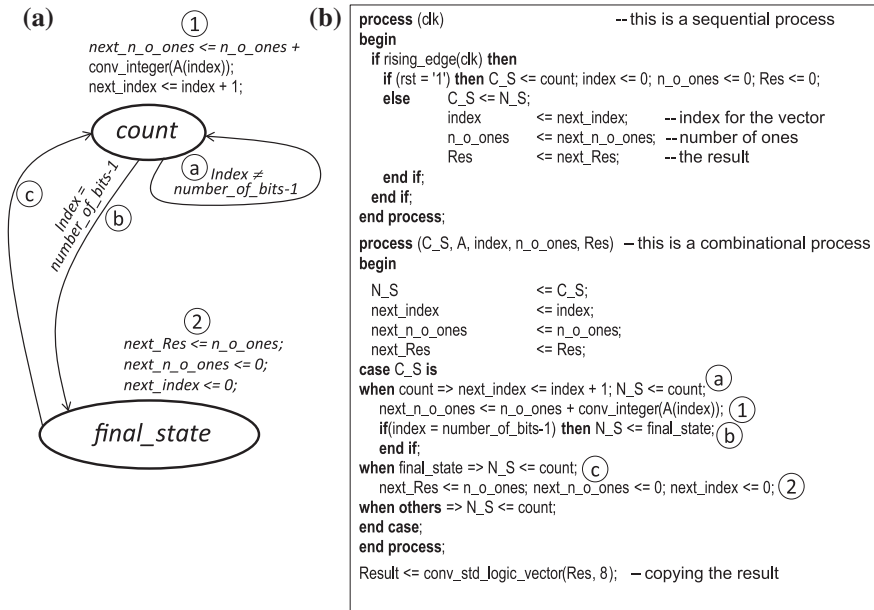 (a)
1
next_n_o_ones <= n_o_ones +
conv_integer(A(index));
next_index <= index + 1;
count
a
Index ≠
number_of_bits-1
c
Index =
number_of_bits-1
b
2
next_Res <= n_o_ones;
next_n_o_ones <= 0;
next_index <= 0;
final_state
(b)
process (clk) -- this is a sequential process
begin
if rising_edge(clk) then
if (rst = '1') then C_S <= count; index <= 0; n_o_ones <= 0; Res <= 0;
else C_S <= N_S;
index <= next_index; -- index for the vector
n_o_ones <= next_n_o_ones; -- number of ones
Res <= next_Res; -- the result
end if;
end if;
end process;
process (C_S, A, index, n_o_ones, Res) – this is a combinational process
begin
N_S <= C_S;
next_index <= index;
next_n_o_ones <= n_o_ones;
next_Res <= Res;
case C_S is
when count => next_index <= index + 1; N_S <= count; a
next_n_o_ones <= n_o_ones + conv_integer(A(index)); 1
if(index = number_of_bits-1) then N_S <= final_state; b
end if;
when final_state => N_S <= count; c
next_Res <= n_o_ones; next_n_o_ones <= 0; next_index <= 0; 2
when others => N_S <= count;
end case;
end process;
Result <= conv_std_logic_vector(Res, 8); – copying the result